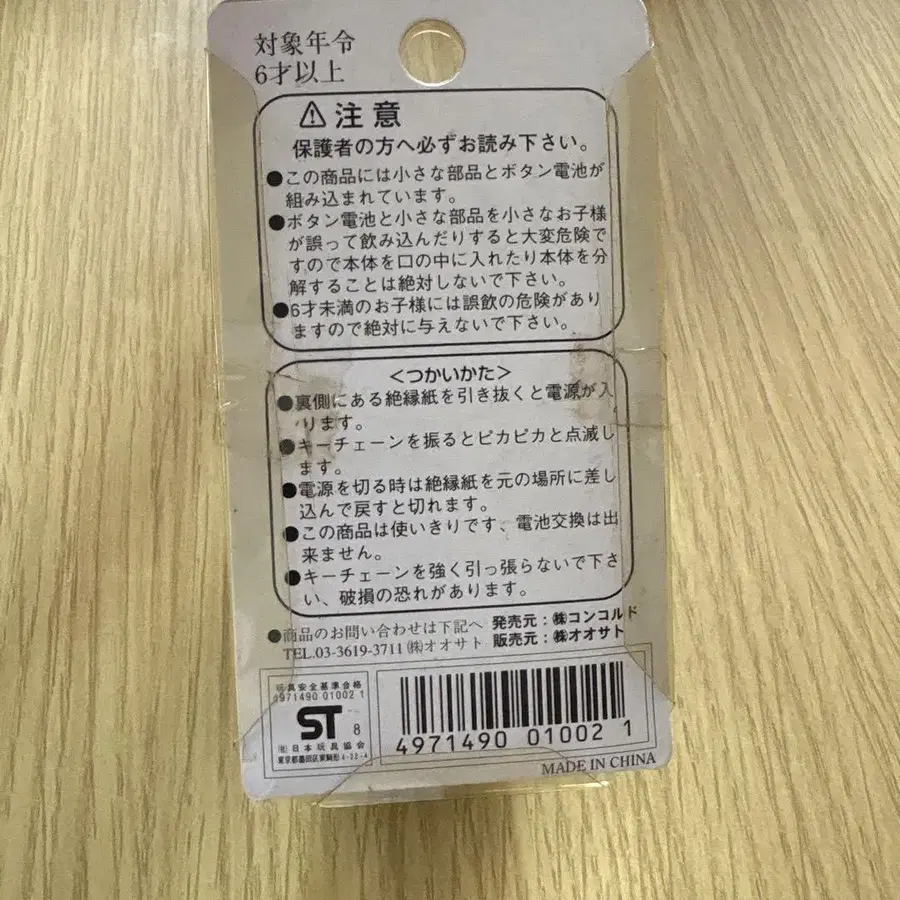 対象年令
6才以上
⚠注意
保護者の方へ必ずお読み下さい。
●この商品には小さな部品とボタン電池が
組み込まれています。
●ボタン電池と小さな部品を小さなお子様
が誤って飲み込んだりすると大変危険で
すので本体を口の中に入れたり本体を分
解することは絶対しないで下さい。
●6才未満のお子様には誤飲の危険があり
ますので絶対に与えないで下さい。
＜つかいかた＞
●裏側にある絶縁紙を引き抜くと電源が入
ります。
●キーチェーンを振るとピカピカと点滅し
ます。
●電源を切る時は絶縁紙を元の場所に差し
込んで戻すと切れます。
●この商品は使いきりです、電池交換は出
来ません。
●キーチェーンを強く引っ張らないで下さ
い、破損の恐れがあります。
●商品のお問い合わせは下記へ
TEL.03-3619-3711 ㈱オオサト
発売元：㈱コンコルド
販売元：㈱オオサト
玩具安全基準合格
4971490 01002 1
ST 8
㈳日本玩具協会
東京都墨田区東駒形4-22-4
4971490 01002 1
MADE IN CHINA